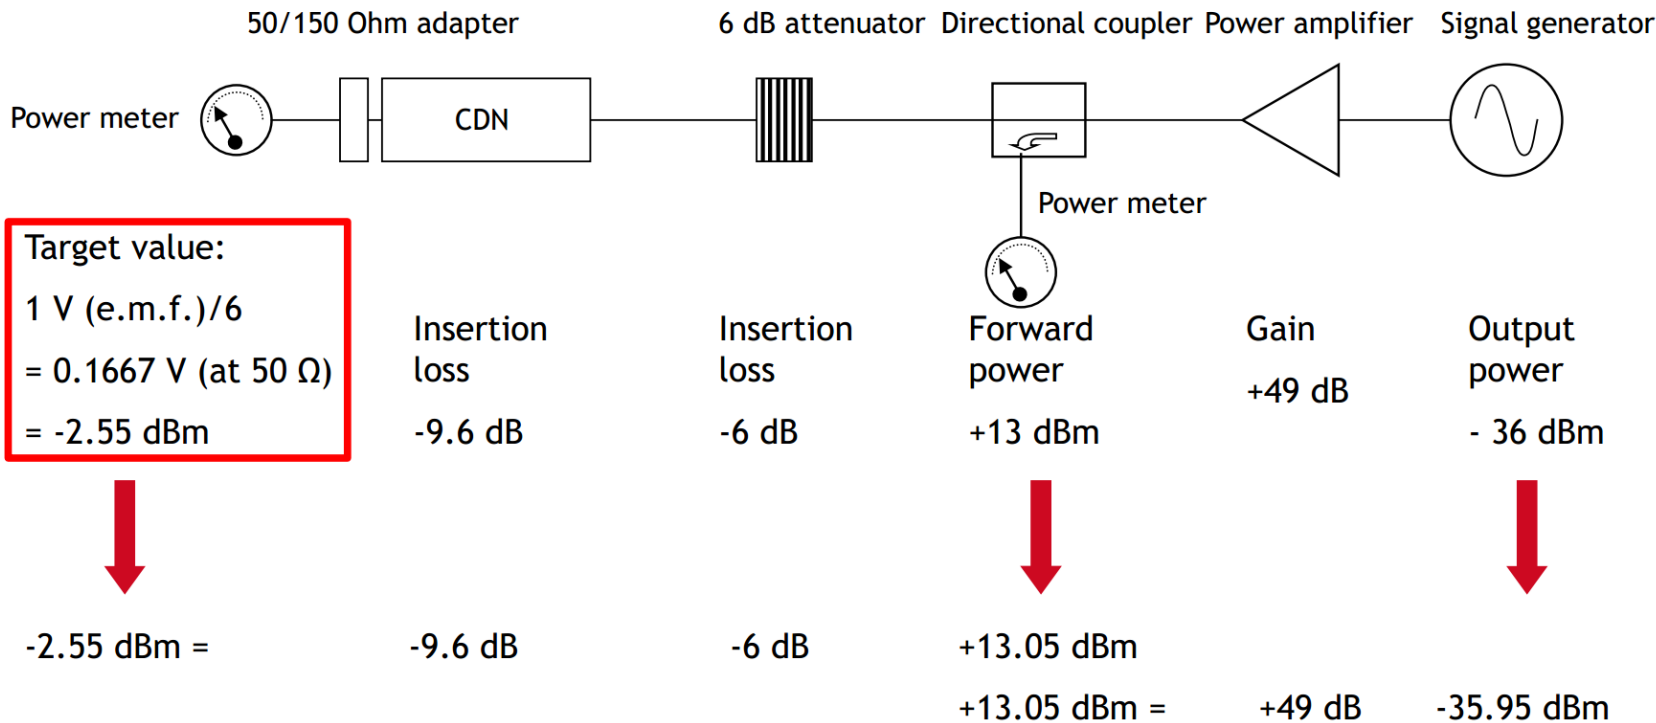 50/150 Ohm adapter
6 dB attenuator
Directional coupler
Power amplifier
Signal generator
Power meter
CDN
Power meter
Target value:
1 V (e.m.f.)/6
= 0.1667 V (at 50 Ω)
= -2.55 dBm
Insertion
loss
-9.6 dB
Insertion
loss
-6 dB
Forward
power
+13 dBm
Gain
+49 dB
Output
power
- 36 dBm
-2.55 dBm =
-9.6 dB
-6 dB
+13.05 dBm
+13.05 dBm =
+49 dB
-35.95 dBm